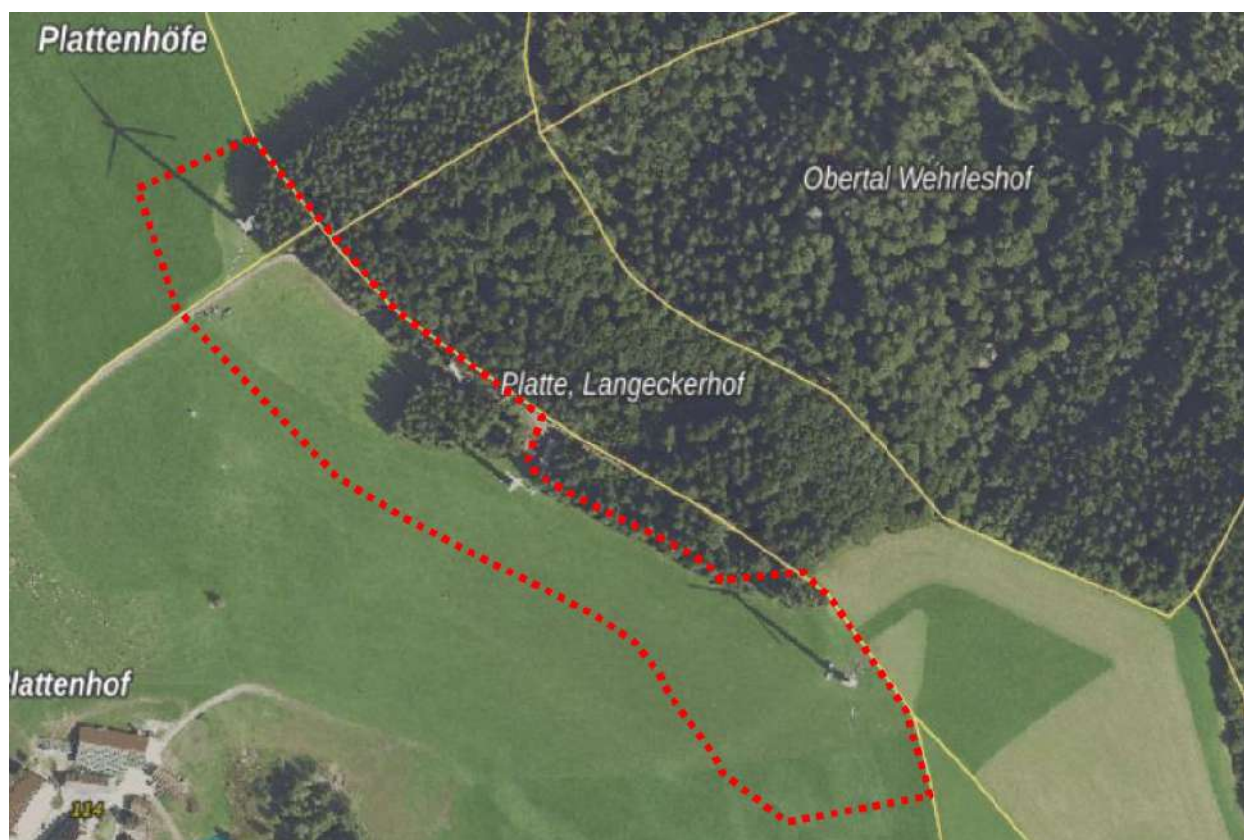 Plattenhöfe
Obertal Wehrleshof
Platte, Langeckerhof
lattenhof
114